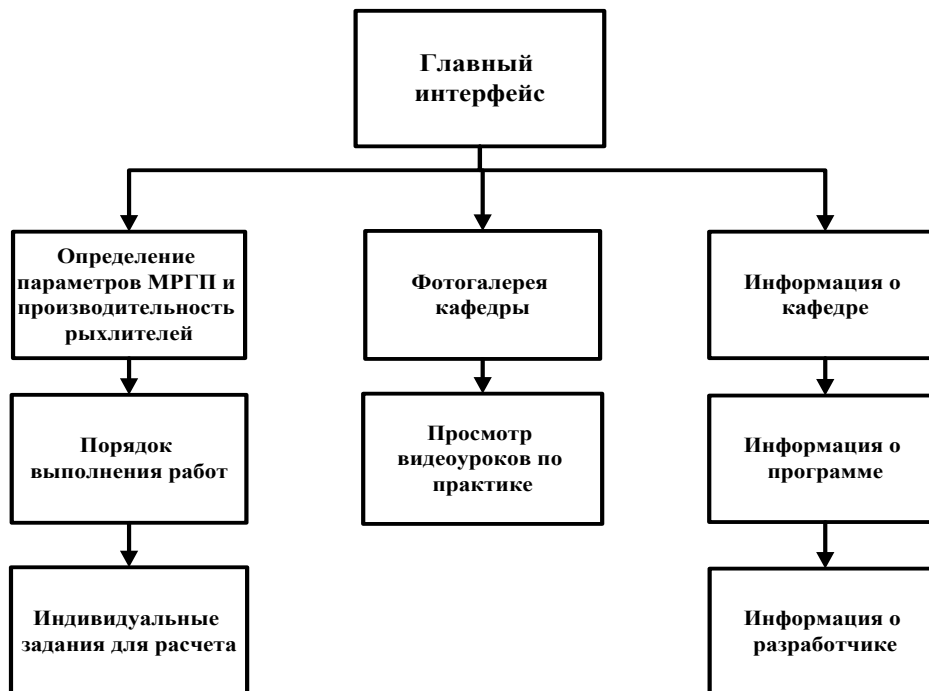 Главный
интерфейс
Определение
параметров МРГП и
производительность
рыхлителей
Фотогалерея
кафедры
Информация о
кафедре
Порядок
выполнения работ
Просмотр
видеоуроков по
практике
Информация о
программе
Индивидуальные
задания для расчета
Информация о
разработчике